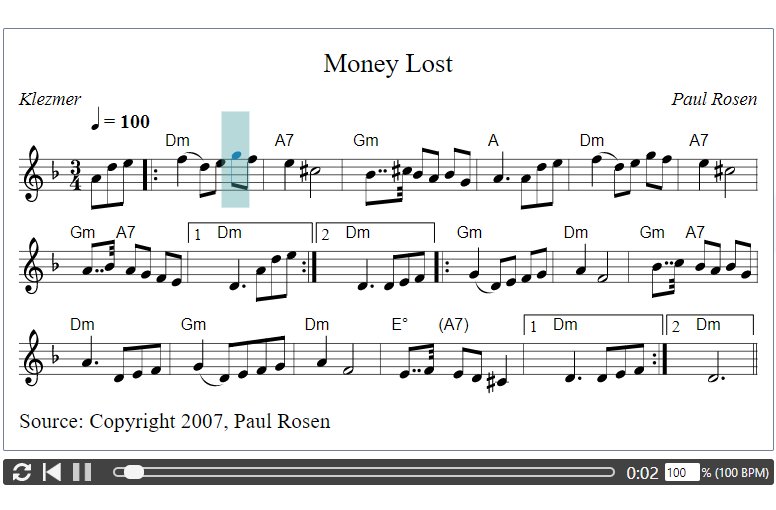 Money Lost
Klezmer Paul Rosen
= 100
Dm A7 Gm A Dm A7
3
4
Gm A7 1 Dm 2 Dm Gm Dm Gm A7
Dm Gm Dm E° (A7) 1 Dm 2 Dm
Source: Copyright 2007, Paul Rosen
0:02 100 % (100 BPM)